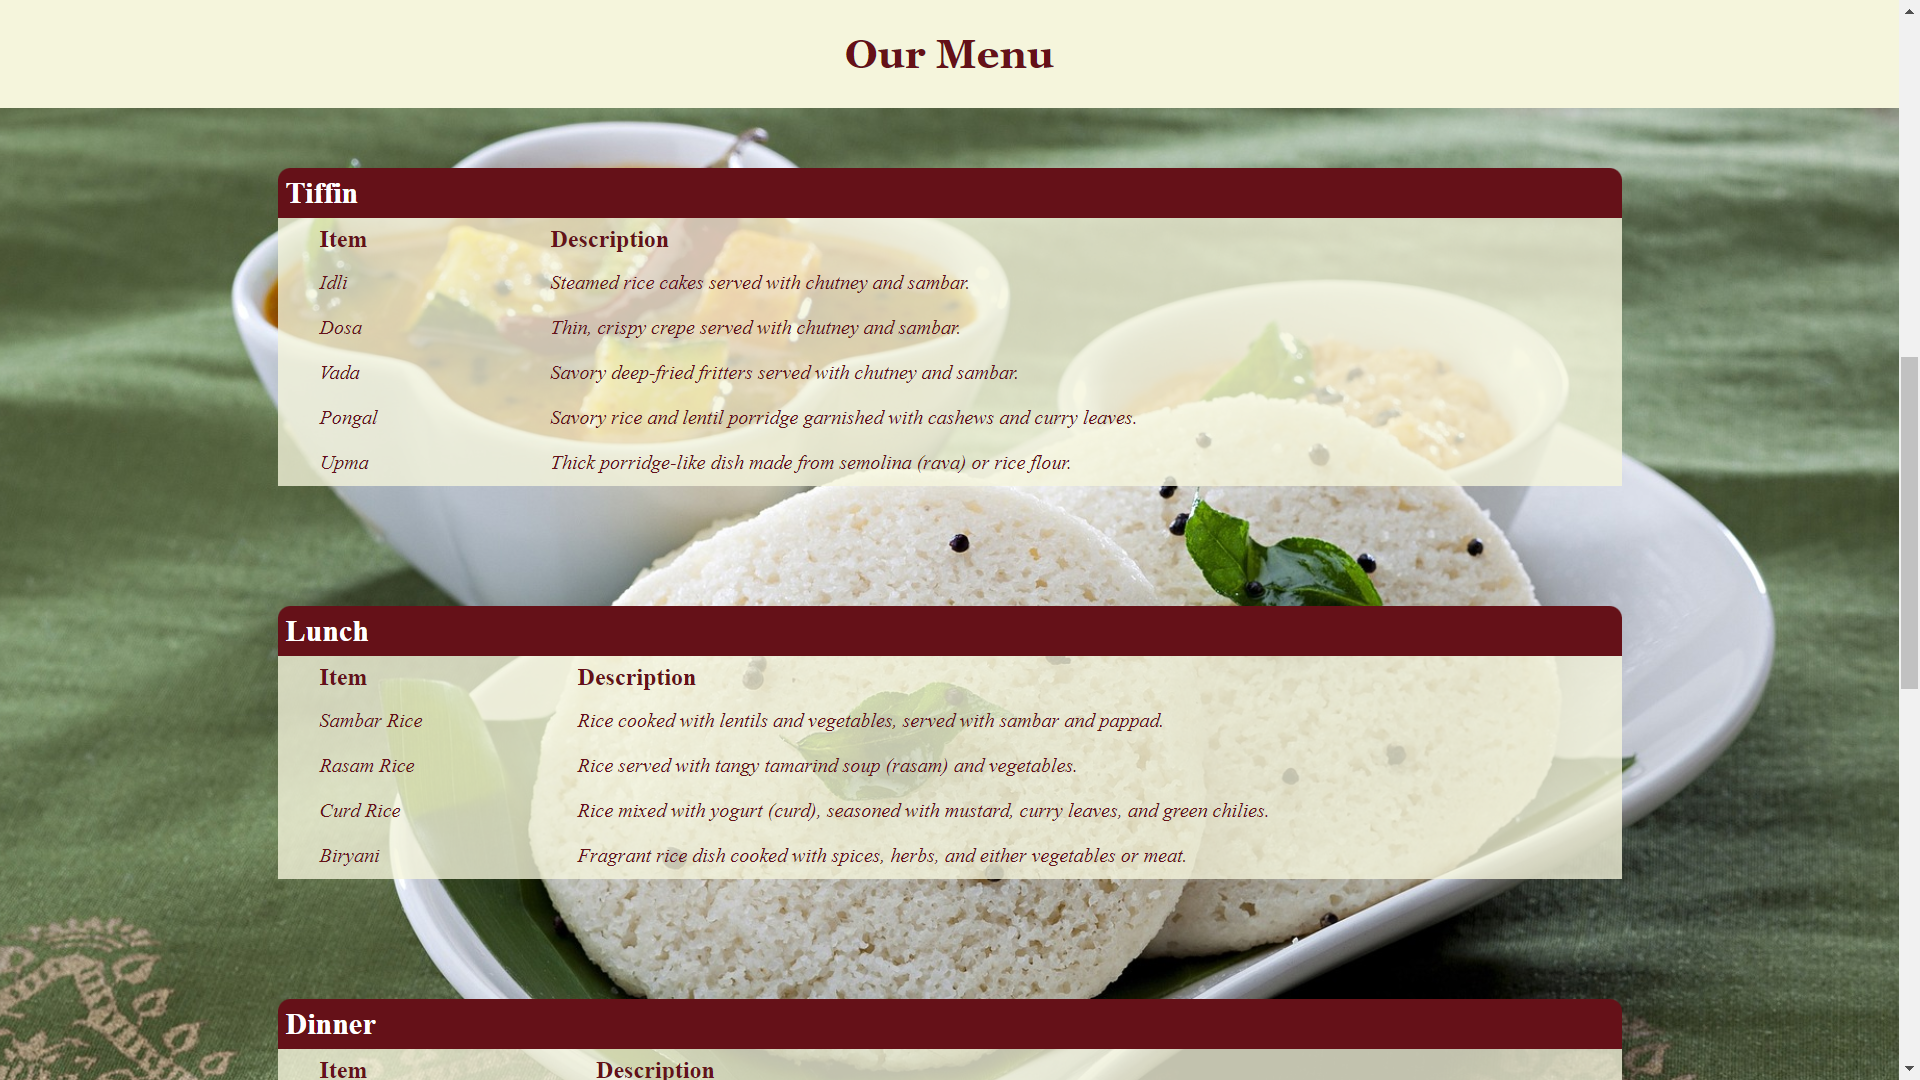 Our Menu
Tiffin
Item Description
Idli Steamed rice cakes served with chutney and sambar.
Dosa Thin, crispy crepe served with chutney and sambar.
Vada Savory deep-fried fritters served with chutney and sambar.
Pongal Savory rice and lentil porridge garnished with cashews and curry leaves.
Upma Thick porridge-like dish made from semolina (rava) or rice flour.
Lunch
Item Description
Sambar Rice Rice cooked with lentils and vegetables, served with sambar and pappad.
Rasam Rice Rice served with tangy tamarind soup (rasam) and vegetables.
Curd Rice Rice mixed with yogurt (curd), seasoned with mustard, curry leaves, and green chilies.
Biryani Fragrant rice dish cooked with spices, herbs, and either vegetables or meat.
Dinner
Item Description